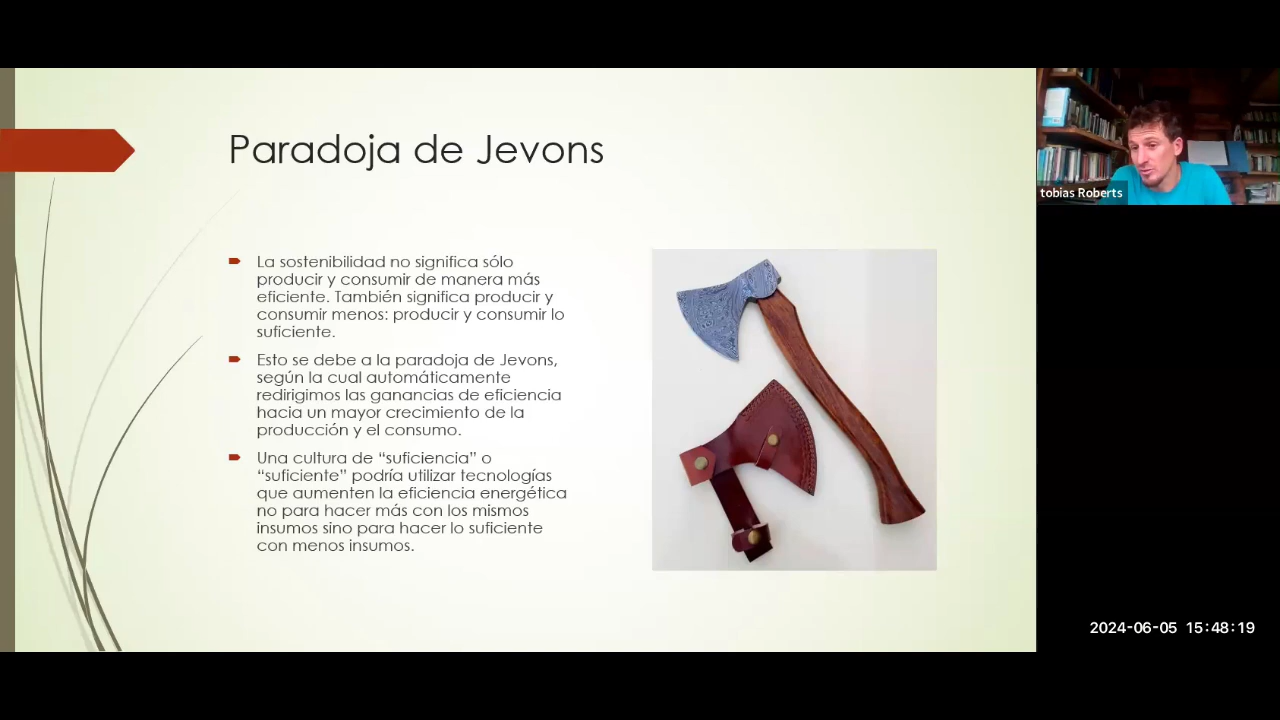 Paradoja de Jevons
La sostenibilidad no significa sólo
producir y consumir de manera más
eficiente. También significa producir y
consumir menos: producir y consumir lo
suficiente.
Esto se debe a la paradoja de Jevons,
según la cual automáticamente
redirigimos las ganancias de eficiencia
hacia un mayor crecimiento de la
producción y el consumo.
Una cultura de “suficiencia” o
“suficiente” podría utilizar tecnologías
que aumenten la eficiencia energética
no para hacer más con los mismos
insumos sino para hacer lo suficiente
con menos insumos.
tobias Roberts
2024-06-05 15:48:19